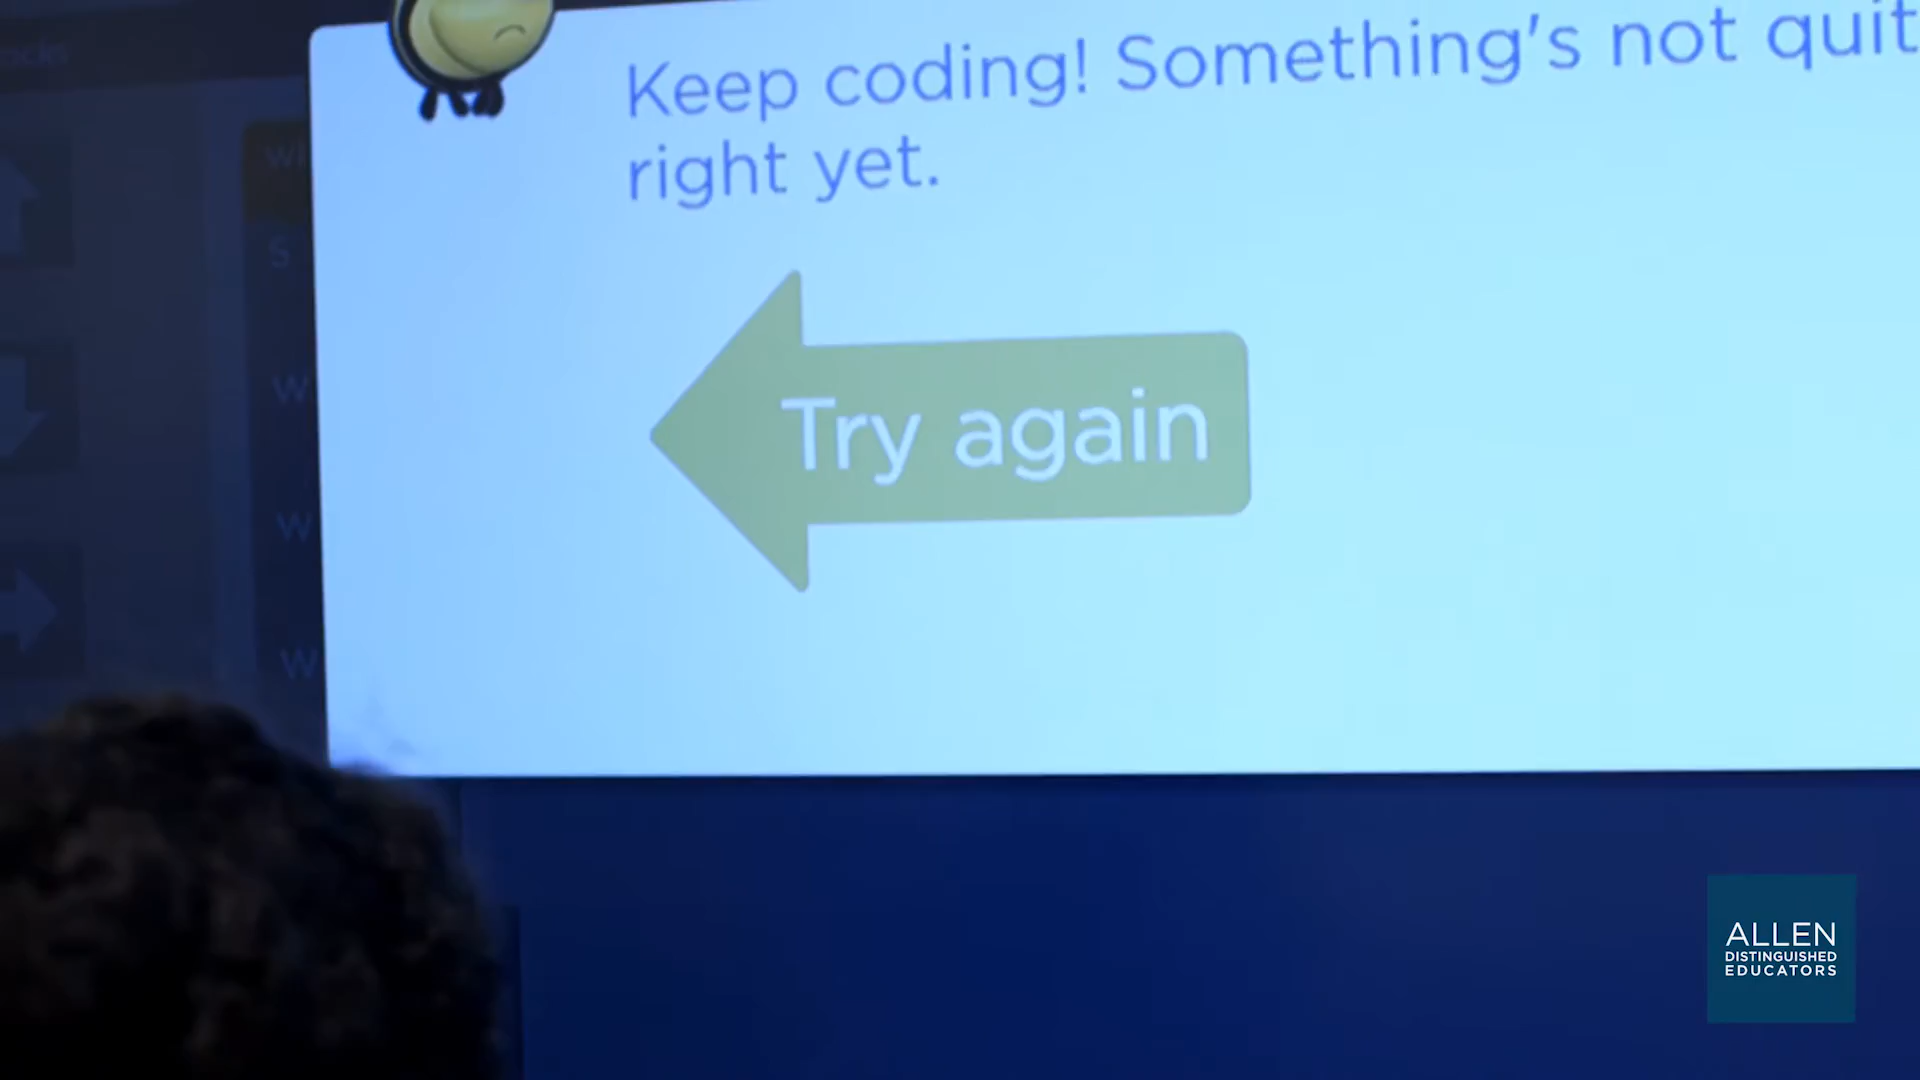 Keep coding! Something's not quit
right yet.
Try again
W
S
W
W
W
ALLEN
DISTINGUISHED
EDUCATORS